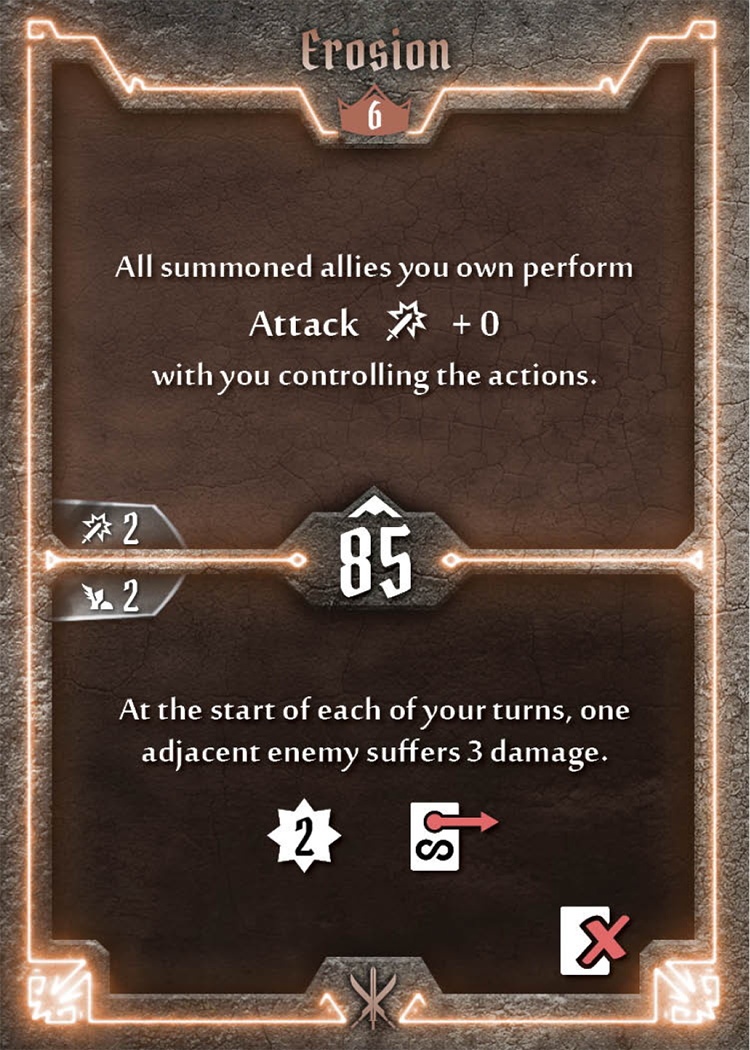 Erosion
6
All summoned allies you own perform
Attack + 0
with you controlling the actions.
2
85
2
At the start of each of your turns, one
adjacent enemy suffers 3 damage.
2